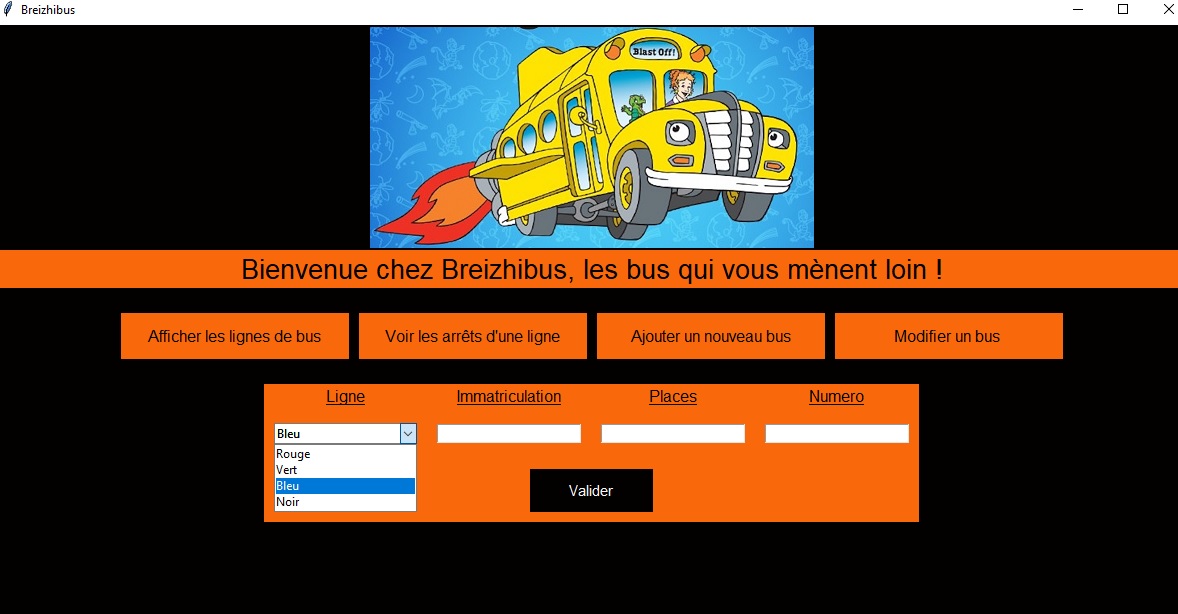 Breizhibus
Blast Off!
Bienvenue chez Breizhibus, les bus qui vous mènent loin !
Afficher les lignes de bus
Voir les arrêts d'une ligne
Ajouter un nouveau bus
Modifier un bus
Ligne
Immatriculation
Places
Numero
Bleu
Rouge
Vert
Bleu
Noir
Valider